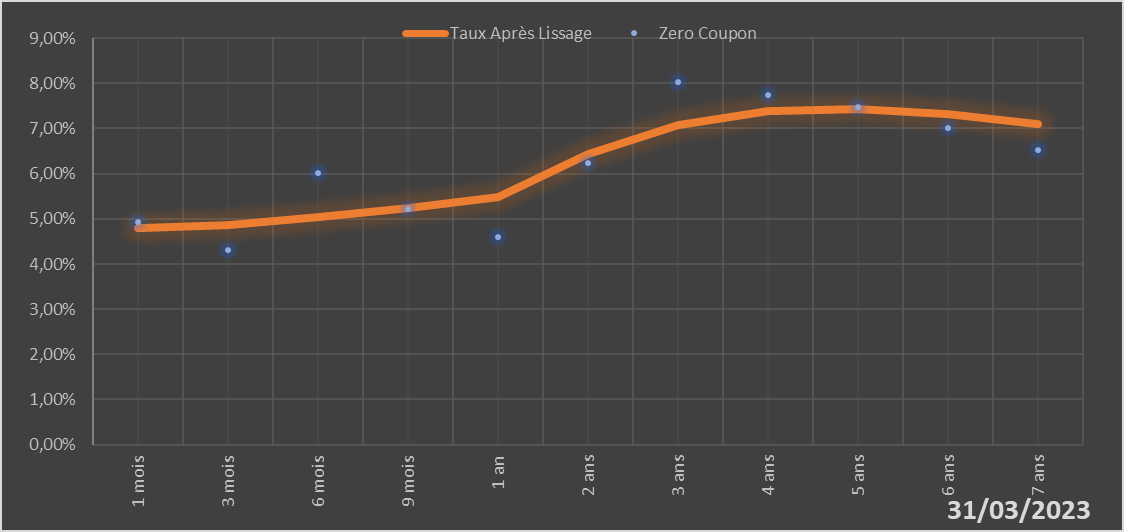 Taux Après Lissage Zero Coupon
9,00%
8,00%
7,00%
6,00%
5,00%
4,00%
3,00%
2,00%
1,00%
0,00%
1 mois
3 mois
6 mois
9 mois
1 an
2 ans
3 ans
4 ans
5 ans
6 ans
7 ans
31/03/2023